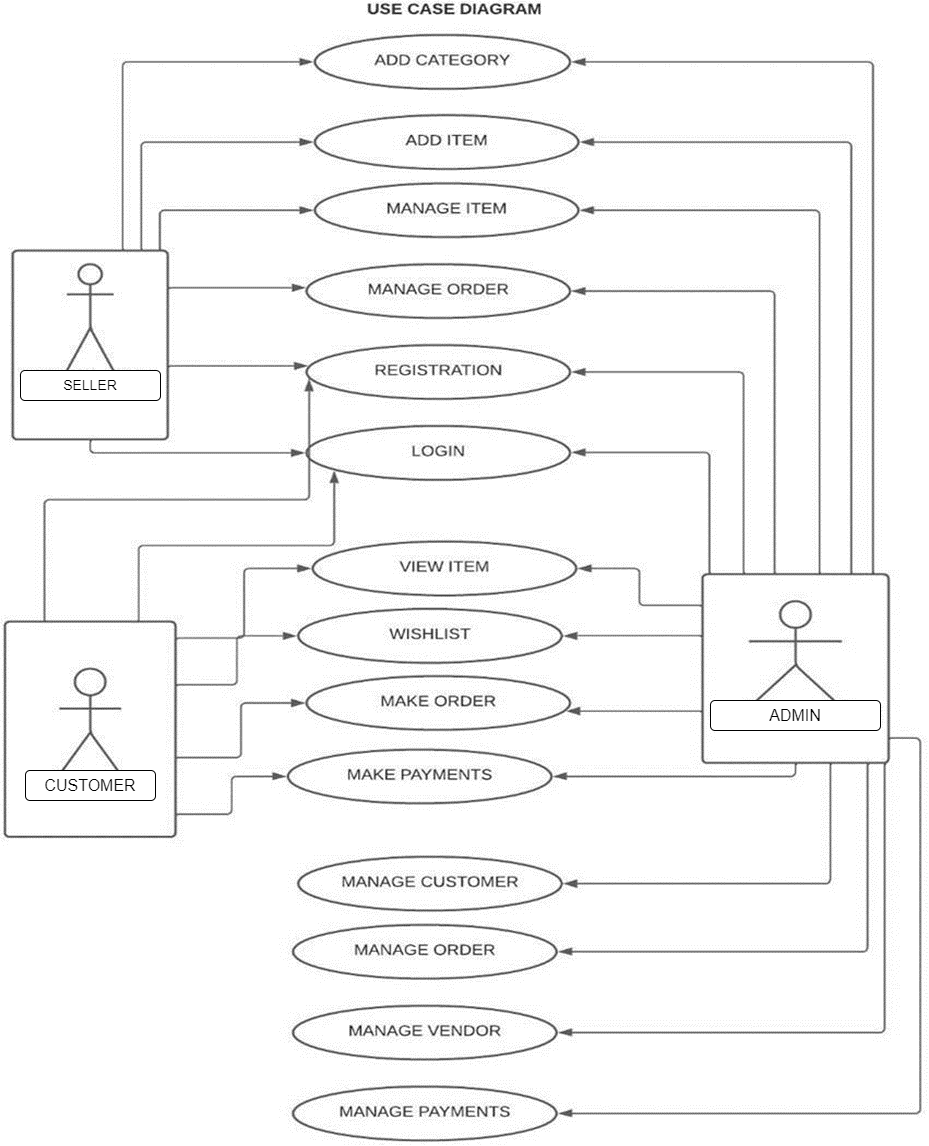 USE CASE DIAGRAM
ADD CATEGORY
ADD ITEM
MANAGE ITEM
MANAGE ORDER
REGISTRATION
SELLER
LOGIN
VIEW ITEM
WISHLIST
MAKE ORDER
ADMIN
MAKE PAYMENTS
CUSTOMER
MANAGE CUSTOMER
MANAGE ORDER
MANAGE VENDOR
MANAGE PAYMENTS